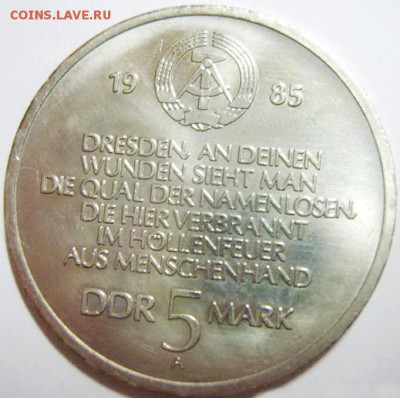 COINS.LAVE.RU
19 85
DRESDEN, AN DEINEN
WUNDEN SIEHT MAN
DIE QUAL DER NAMENLOSEN,
DIE HIER VERBRANNT
IM HÖLLENFEUER
AUS MENSCHENHAND
DDR 5 MARK
A